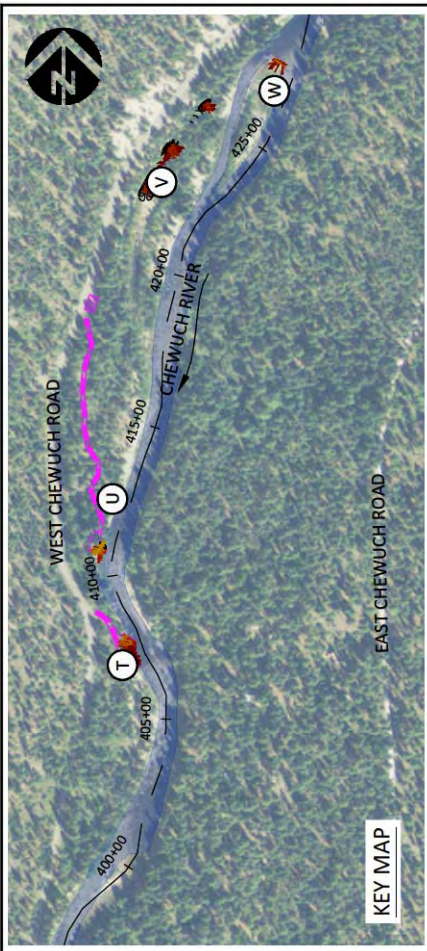 KEY MAP
WEST CHEWUCH ROAD
EAST CHEWUCH ROAD
CHEWUCH RIVER
400+00
405+00
410+00
415+00
420+00
425+00
T
U
V
W
N